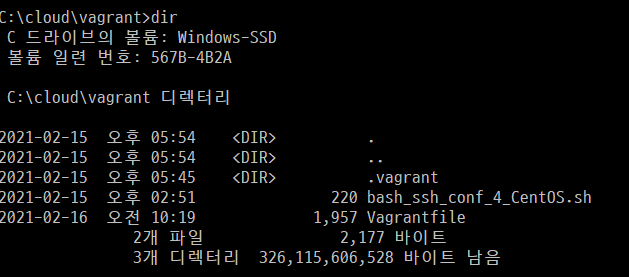 C:\cloud\vagrant>dir
C 드라이브의 볼륨: Windows-SSD
볼륨 일련 번호: 567B-4B2A
C:\cloud\vagrant 디렉터리
2021-02-15 오후 05:54 <DIR> .
2021-02-15 오후 05:54 <DIR> ..
2021-02-15 오후 05:45 <DIR> .vagrant
2021-02-15 오후 02:51 220 bash_ssh_conf_4_CentOS.sh
2021-02-16 오전 10:19 1,957 Vagrantfile
2개 파일 2,177 바이트
3개 디렉터리 326,115,606,528 바이트 남음